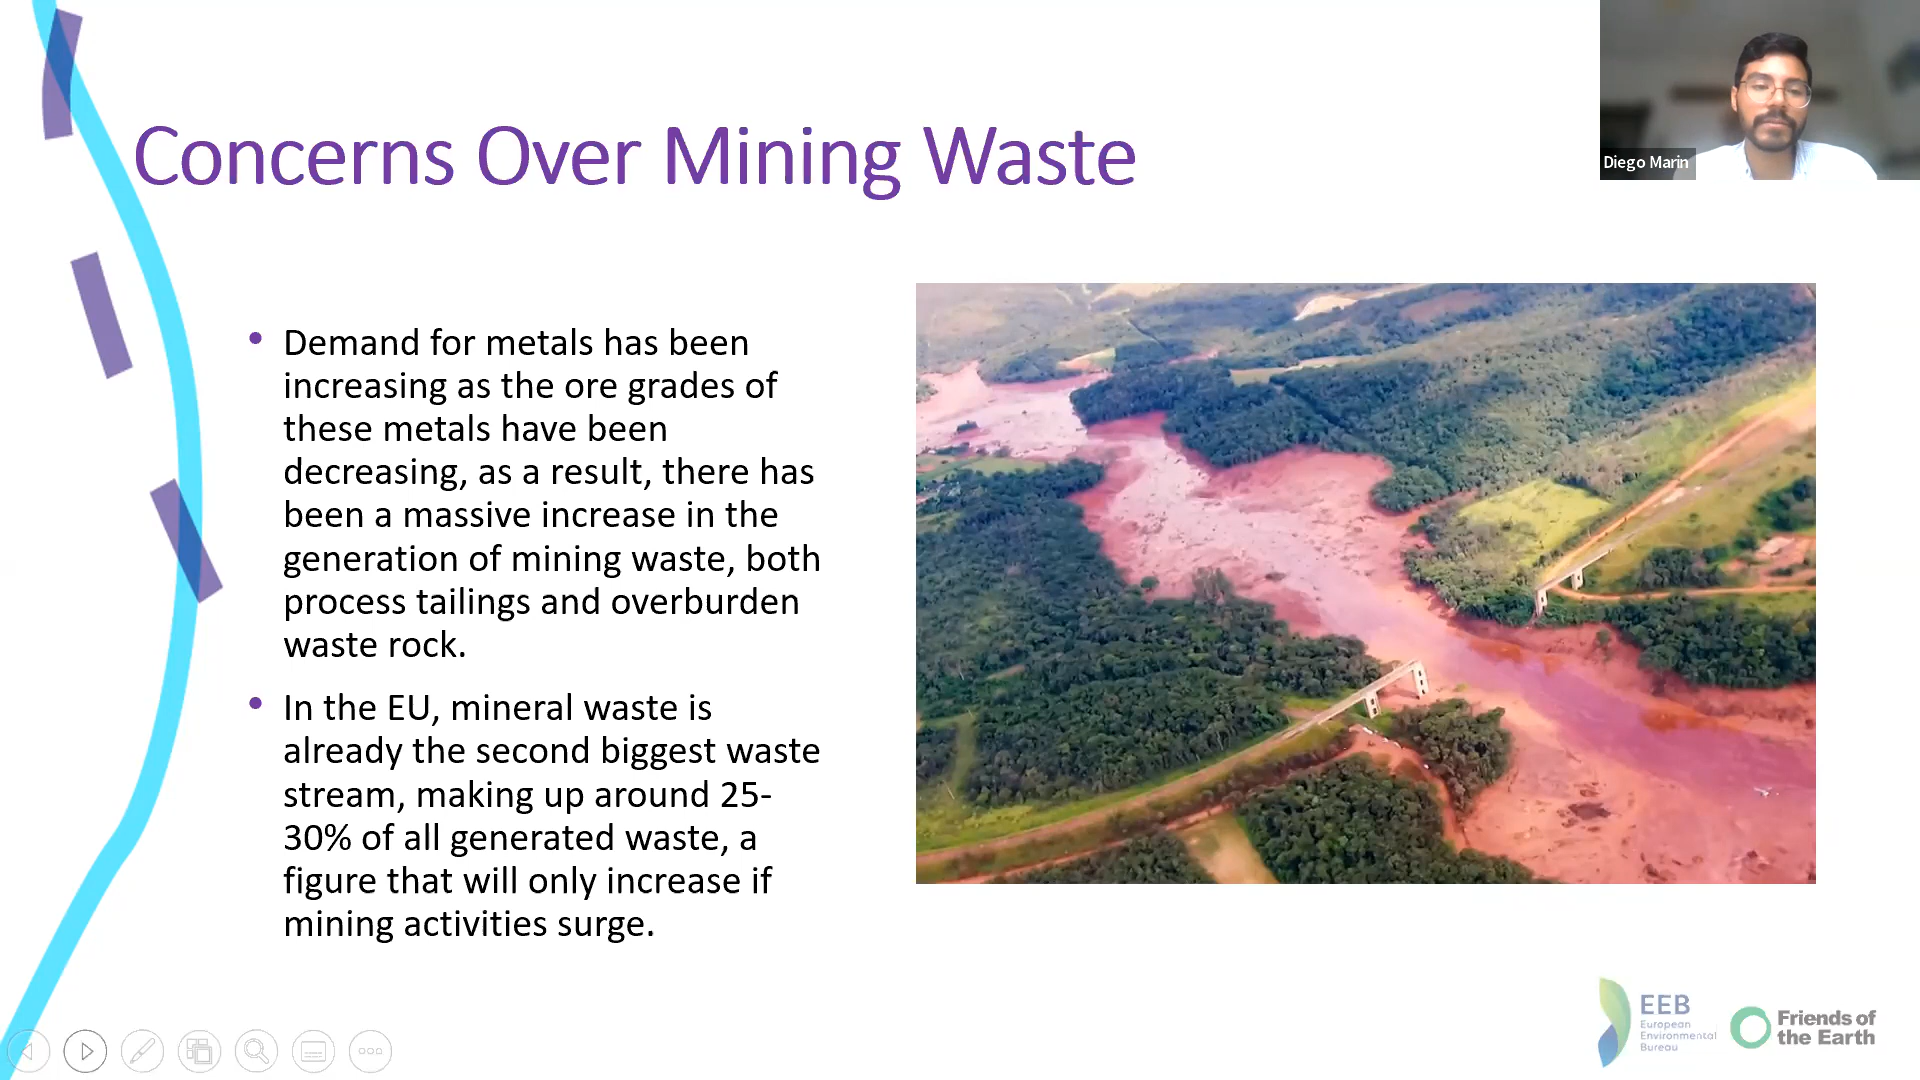 Concerns Over Mining Waste
Diego Marin
• Demand for metals has been
increasing as the ore grades of
these metals have been
decreasing, as a result, there has
been a massive increase in the
generation of mining waste, both
process tailings and overburden
waste rock.
• In the EU, mineral waste is
already the second biggest waste
stream, making up around 25-
30% of all generated waste, a
figure that will only increase if
mining activities surge.
EEB
European
Environmental
Bureau
Friends of
the Earth